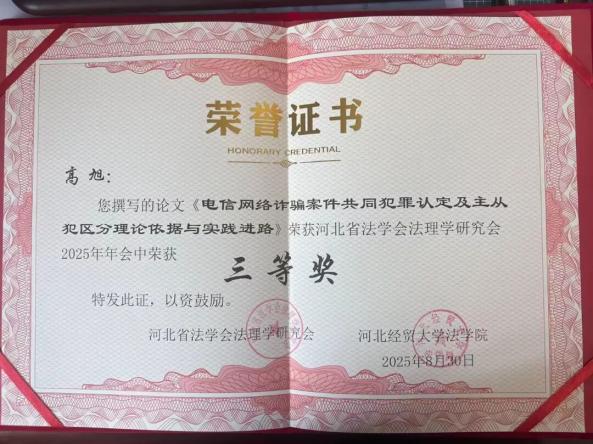 荣誉证书
HONORARY CREDENTIAL
高旭：
您撰写的论文《电信网络诈骗案件共同犯罪认定及主从
犯区分理论依据与实践进路》荣获河北省法学会法理学研究会
2025年年会中荣获
三等奖
特发此证，以资鼓励。
河北省法学会法理学研究会 河北经贸大学法学院
2025年8月30日